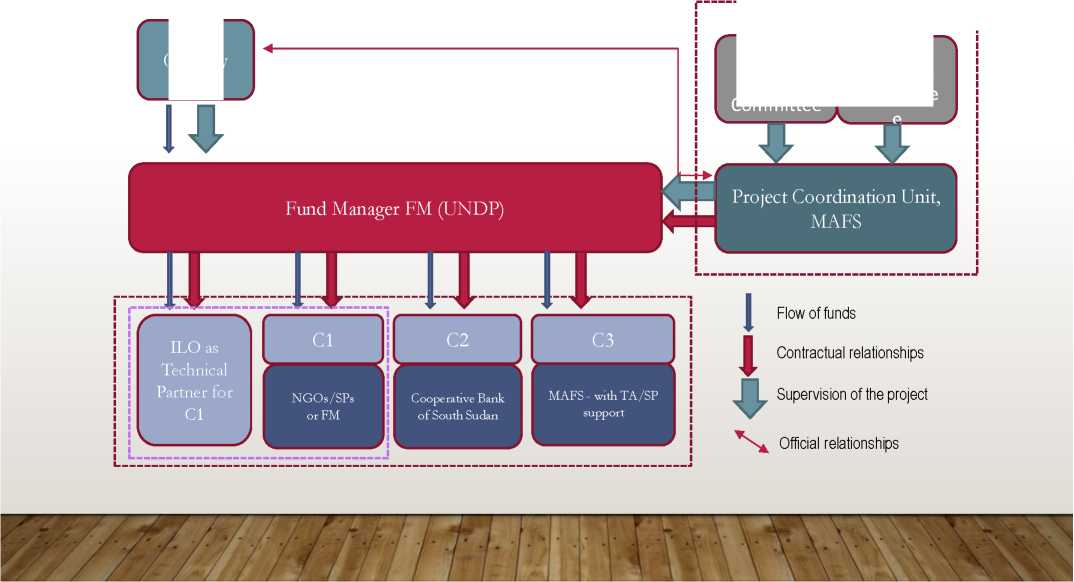 Committee
e
e
Fund Manager FM (UNDP)
Project Coordination Unit,
MAFS
ILO as
Technical
Partner for
C1
C1
NGOs/SPs
or FM
C2
Cooperative Bank
of South Sudan
C3
MAFS - with TA/SP
support
Flow of funds
Contractual relationships
Supervision of the project
Official relationships